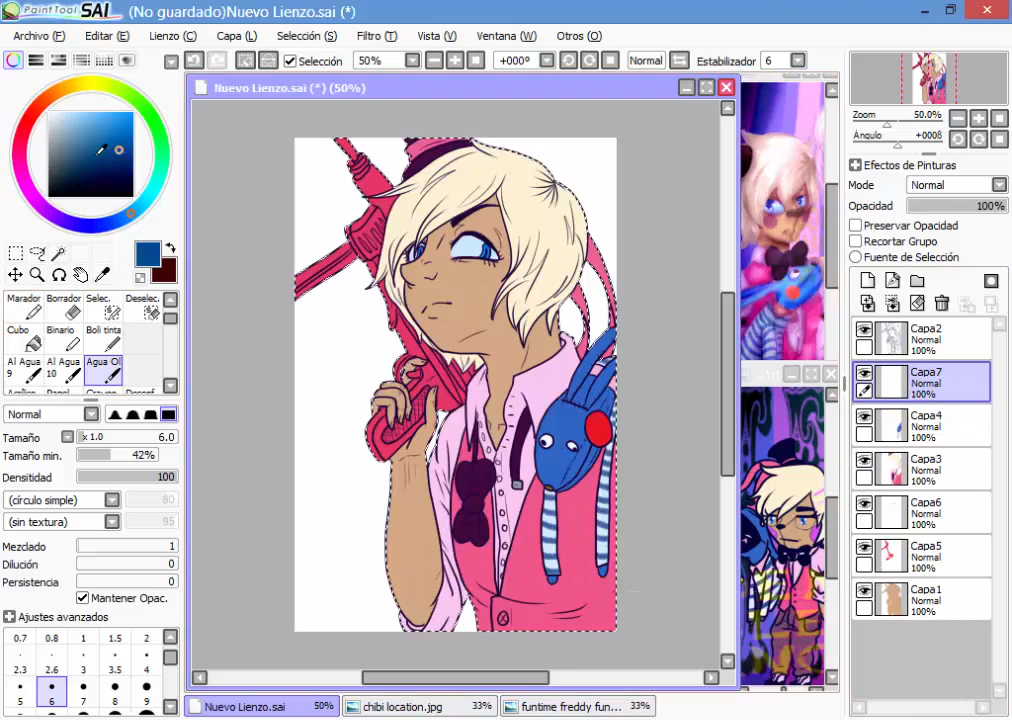 PaintTool SAI (No guardado)Nuevo Lienzo.sai (*)
Archivo (F) Editar (E) Lienzo (C) Capa (L) Selección (S) Filtro (T) Vista (V) Ventana (W) Otros (O)
Selección 50% +000º Normal Estabilizador 6
Nuevo Lienzo.sai (*) (50%)
Zoom 50.0%
Ángulo +000ß
Efectos de Pinturas
Mode Normal
Opacidad 100%
Preservar Opacidad
Recortar Grupo
Fuente de Selección
Marador Borrador Selec. Deselec.
Cubo Binario Boli tinta
Al Agua 9 Al Agua 10 Agua Ol
Normal
Tamaño x 1.0 6.0
Tamaño min. 42%
Densitidad 100
(círculo simple) 80
(sin textura) 95
Mezclado 1
Dilución 0
Persistencia 0
Mantener Opac.
Ajustes avanzados
0.7 0.8 1 1.5 2
2.3 2.6 3 3.5 4
5 6 7 8 9
Capa2
Normal
100%
Capa7
Normal
100%
Capa4
Normal
100%
Capa3
Normal
100%
Capa6
Normal
100%
Capa5
Normal
100%
Capa1
Normal
100%
Nuevo Lienzo.sai 50% chibi location.jpg 33% funtime freddy fun... 33%